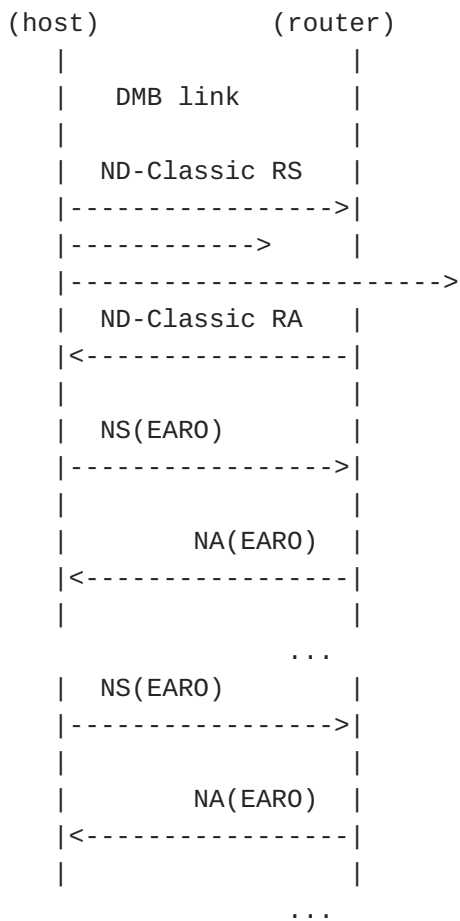 (host)           (router)
   |                 |
   |   DMB link      |
   |                 |
   |  ND-Classic RS  |
   |---------------->|
   |------------>    |
   |----------------------->
   |  ND-Classic RA  |
   |<----------------|
   |                 |
   |  NS(EARO)       |
   |---------------->|
   |                 |
   |        NA(EARO) |
   |<----------------|
   |                 |
                 ...
   |  NS(EARO)       |
   |---------------->|
   |                 |
   |        NA(EARO) |
   |<----------------|
   |                 |
                 ...